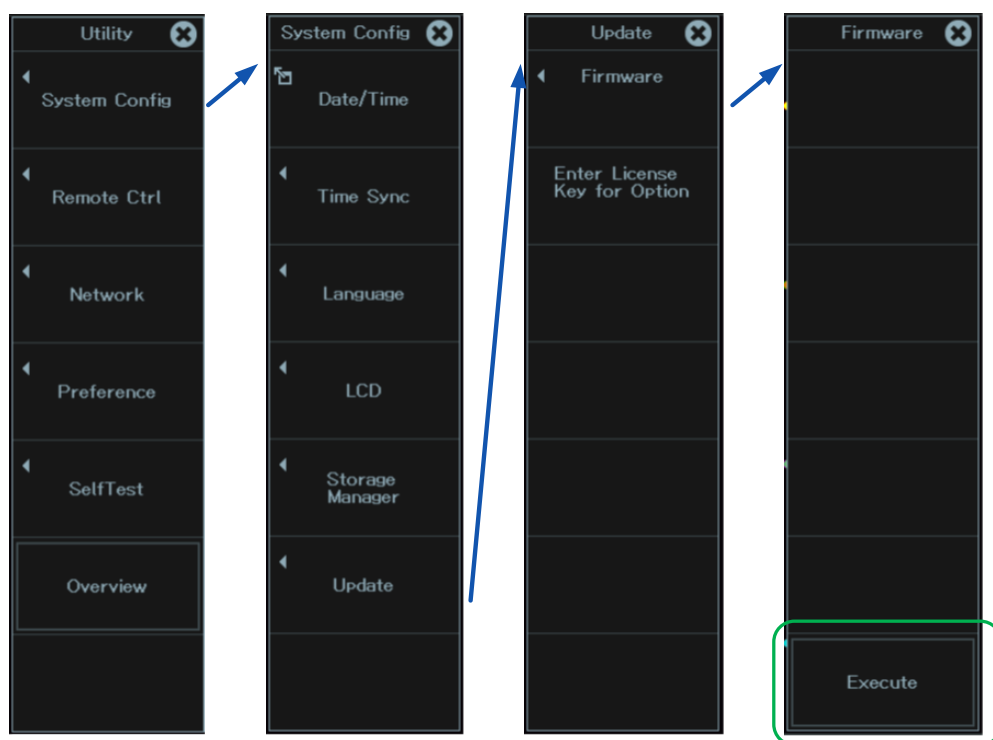 Utility
System Config
Remote Ctrl
Network
Preference
SelfTest
Overview
System Config
Date/Time
Time Sync
Language
LCD
Storage
Manager
Update
Update
Firmware
Enter License
Key for Option
Firmware
Execute